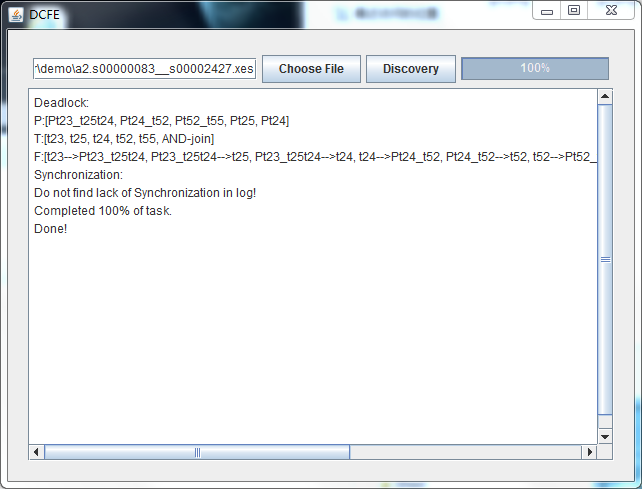 DCFE
:\demo\a2.s00000083__s00002427.xes
Choose File
Discovery
100%
Deadlock:
P:[Pt23_t25t24, Pt24_t52, Pt52_t55, Pt25, Pt24]
T:[t23, t25, t24, t52, t55, AND-join]
F:[t23-->Pt23_t25t24, Pt23_t25t24-->t25, Pt23_t25t24-->t24, t24-->Pt24_t52, Pt24_t52-->t52, t52-->Pt52_
Synchronization:
Do not find lack of Synchronization in log!
Completed 100% of task.
Done!